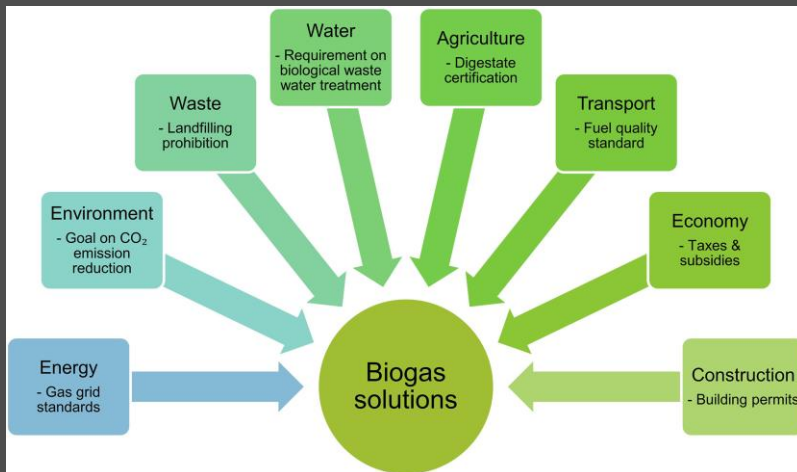 Water
- Requirement on
biological waste
water treatment
Agriculture
- Digestate
certification
Waste
- Landfilling
prohibition
Transport
- Fuel quality
standard
Environment
- Goal on CO₂
emission
reduction
Economy
- Taxes &
subsidies
Energy
- Gas grid
standards
Biogas
solutions
Construction
- Building permits